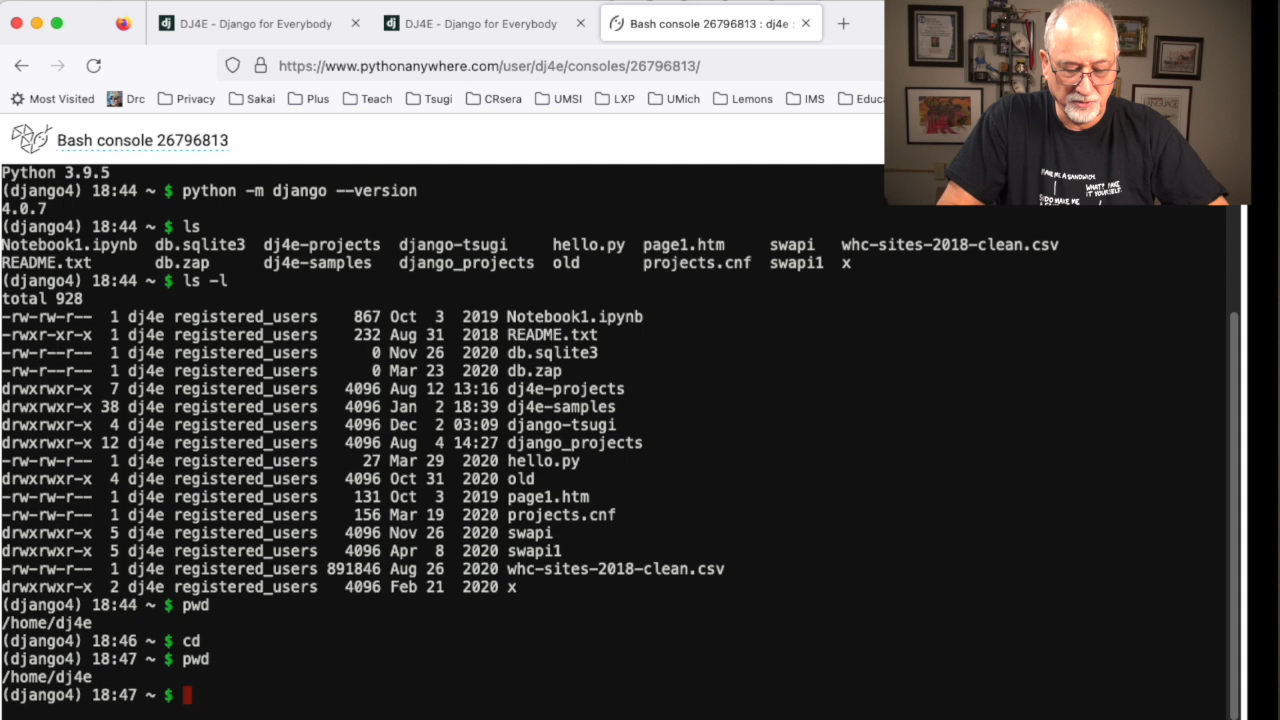 DJ4E - Django for Everybody
DJ4E - Django for Everybody
Bash console 26796813 : dj4e :
https://www.pythonanywhere.com/user/dj4e/consoles/26796813/
Most Visited Drc Privacy Sakai Plus Teach Tsugi CRsera UMSI LXP UMich Lemons IMS Educa
Bash console 26796813
Python 3.9.5
(django4) 18:44 ~ $ python -m django --version
4.0.7
(django4) 18:44 ~ $ ls
Notebook1.ipynb db.sqlite3 dj4e-projects django-tsugi hello.py page1.htm swapi whc-sites-2018-clean.csv
README.txt db.zap dj4e-samples django_projects old projects.cnf swapi1 x
(django4) 18:44 ~ $ ls -l
total 928
-rw-rw-r-- 1 dj4e registered_users 867 Oct 3 2019 Notebook1.ipynb
-rwxr-xr-x 1 dj4e registered_users 232 Aug 31 2018 README.txt
-rw-r--r-- 1 dj4e registered_users 0 Nov 26 2020 db.sqlite3
-rw-r--r-- 1 dj4e registered_users 0 Mar 23 2020 db.zap
drwxrwxr-x 7 dj4e registered_users 4096 Aug 12 13:16 dj4e-projects
drwxrwxr-x 38 dj4e registered_users 4096 Jan 2 18:39 dj4e-samples
drwxrwxr-x 4 dj4e registered_users 4096 Dec 2 03:09 django-tsugi
drwxrwxr-x 12 dj4e registered_users 4096 Aug 4 14:27 django_projects
-rw-rw-r-- 1 dj4e registered_users 27 Mar 29 2020 hello.py
drwxrwxr-x 4 dj4e registered_users 4096 Oct 31 2020 old
-rw-rw-r-- 1 dj4e registered_users 131 Oct 3 2019 page1.htm
-rw-rw-r-- 1 dj4e registered_users 156 Mar 19 2020 projects.cnf
drwxrwxr-x 5 dj4e registered_users 4096 Nov 26 2020 swapi
drwxrwxr-x 5 dj4e registered_users 4096 Apr 8 2020 swapi1
-rw-rw-r-- 1 dj4e registered_users 891846 Aug 26 2020 whc-sites-2018-clean.csv
drwxrwxr-x 2 dj4e registered_users 4096 Feb 21 2020 x
(django4) 18:44 ~ $ pwd
/home/dj4e
(django4) 18:46 ~ $ cd
(django4) 18:47 ~ $ pwd
/home/dj4e
(django4) 18:47 ~ $
MAKE ME A SANDWICH.
WHAT? MAKE
IT YOURSELF.